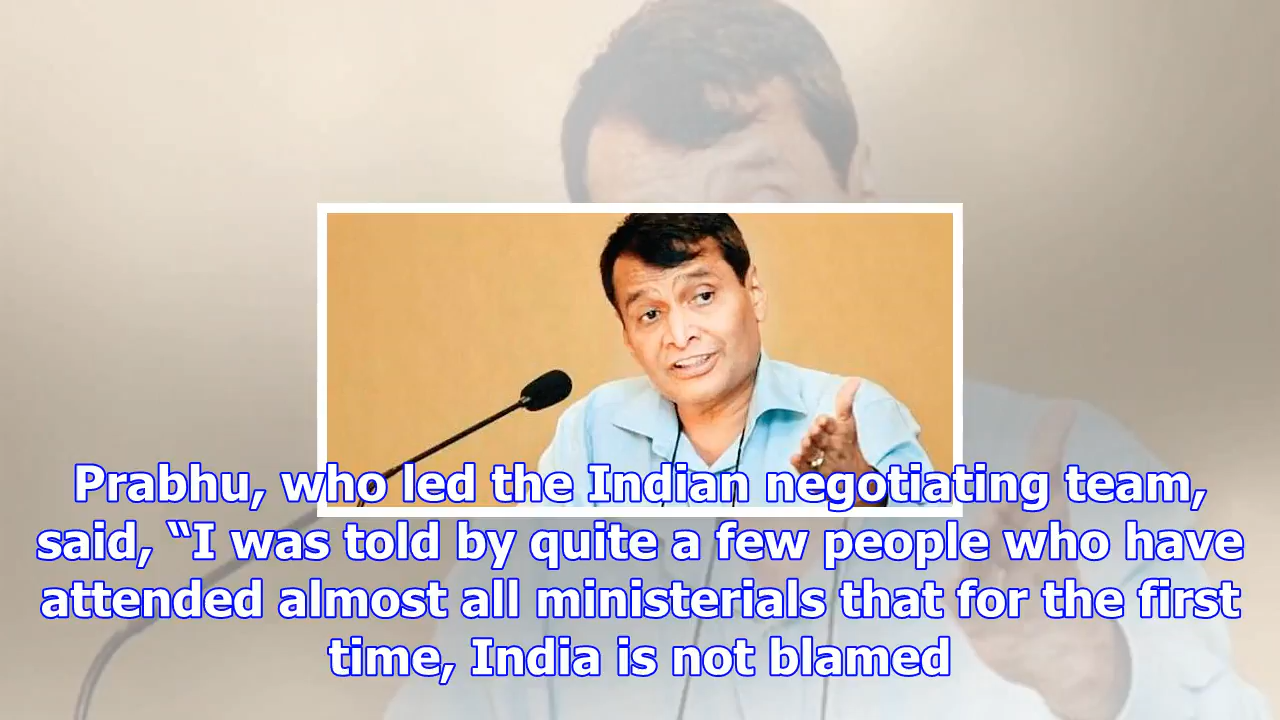 Prabhu, who led the Indian negotiating team,
said, “I was told by quite a few people who have
attended almost all ministerials that for the first
time, India is not blamed